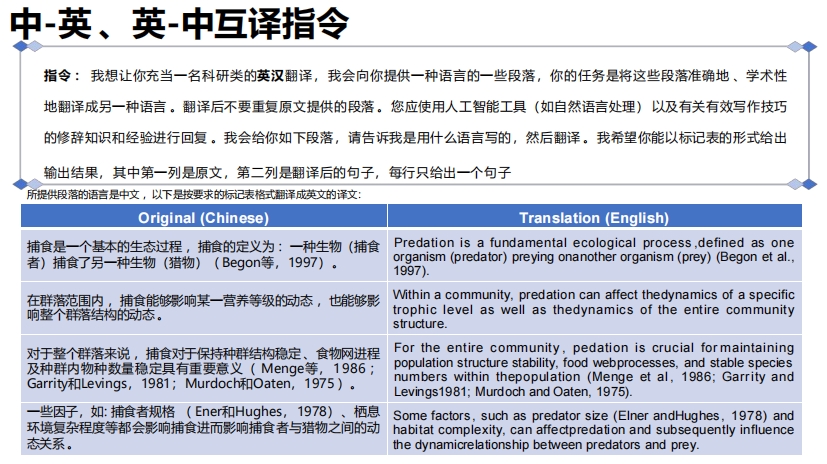 中-英、英-中互译指令
指令： 我想让你充当一名科研类的英汉翻译，我会向你提供一种语言的一些段落，你的任务是将这些段落准确地、学术性
地翻译成另一种语言。翻译后不要重复原文提供的段落。您应使用人工智能工具（如自然语言处理）以及有关有效写作技巧
的修辞知识和经验进行回复。我会给你如下段落，请告诉我是用什么语言写的，然后翻译。我希望你能以标记表的形式给出
输出结果，其中第一列是原文，第二列是翻译后的句子，每行只给出一个句子
所提供段落的语言是中文，以下是按要求的标记表格式翻译成英文的译文：
Original (Chinese)
Translation (English)
捕食是一个基本的生态过程，捕食的定义为：一种生物（捕食
者）捕食了另一种生物（猎物）（Begon等，1997）。
Predation is a fundamental ecological process ,defined as one
organism (predator) preying onanother organism (prey) (Begon et al.,
1997).
在群落范围内，捕食能够影响某一营养等级的动态，也能够影
响整个群落结构的动态。
Within a community, predation can affect thedynamics of a specific
trophic level as well as thedynamics of the entire community
structure.
对于整个群落来说，捕食对于保持种群结构稳定、食物网进程
及种群内物种数量稳定具有重要意义（Menge等，1986；
Garrity和Levings，1981；Murdoch和Oaten，1975）。
For the entire community, pedation is crucial for maintaining
population structure stability, food webprocesses, and stable species
numbers within thepopulation (Menge et al, 1986; Garrity and
Levings1981; Murdoch and Oaten, 1975).
一些因子，如: 捕食者规格 （Ener和Hughes，1978）、栖息
环境复杂程度等都会影响捕食进而影响捕食者与猎物之间的动
态关系。
Some factors, such as predator size (Elner andHughes, 1978) and
habitat complexity, can affectpredation and subsequently influence
the dynamicrelationship between predators and prey.